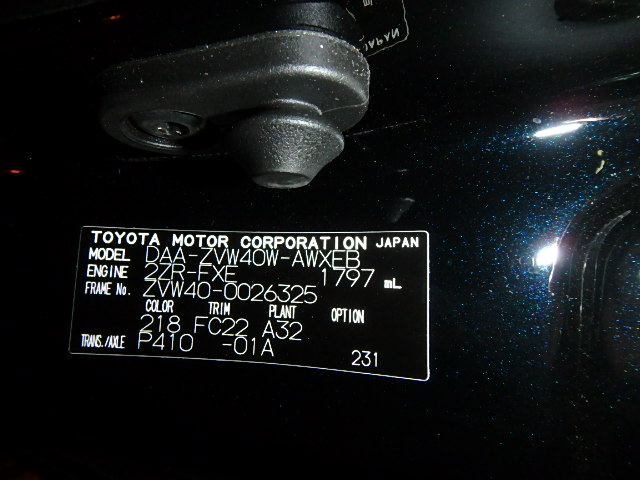 TOYOTA MOTOR CORPORATION JAPAN
MODEL DAA-ZVW40W-AWXEB
ENGINE 2ZR-FXE 1797 mL
FRAME No. ZVW40-0026325
COLOR TRIM PLANT OPTION
218 FC22 A32
TRANS./AXLE P410 -01A 231